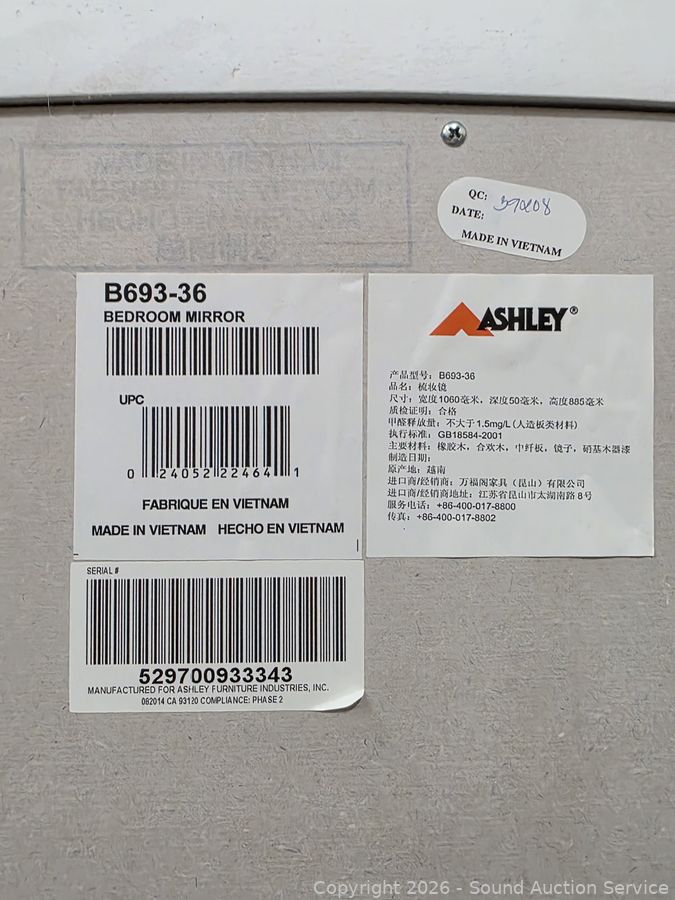 QC:
DATE:
MADE IN VIETNAM
B693-36
BEDROOM MIRROR
UPC
0 24052 22464 1
FABRIQUE EN VIETNAM
MADE IN VIETNAM HECHO EN VIETNAM
ASHLEY®
产品型号: B693-36
品名: 梳妆镜
尺寸: 宽度1060毫米, 深度50毫米, 高度885毫米
质检证明: 合格
甲醛释放量: 不大于1.5mg/L(人造板类材料)
执行标准: GB18584-2001
主要材料: 橡胶木, 合欢木, 中纤板, 镜子, 硝基木器漆
制造日期:
原产地: 越南
进口商/经销商: 万福阁家具(昆山)有限公司
进口商/经销商地址: 江苏省昆山市太湖南路8号
服务电话: +86-400-017-8800
传真: +86-400-017-8802
SERIAL #
529700933343
MANUFACTURED FOR ASHLEY FURNITURE INDUSTRIES, INC.
082014 CA 93120 COMPLIANCE: PHASE 2
Copyright 2026 - Sound Auction Service